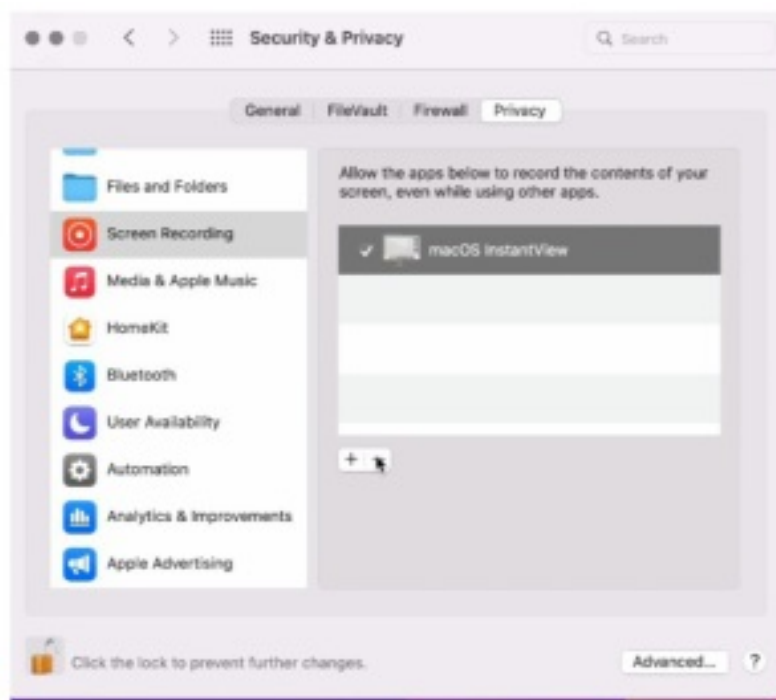 Security & Privacy
Search
General
FileVault
Firewall
Privacy
Files and Folders
Screen Recording
Media & Apple Music
HomeKit
Bluetooth
User Availability
Automation
Analytics & Improvements
Apple Advertising
Allow the apps below to record the contents of your
screen, even while using other apps.
macOS InstantView
+
Click the lock to prevent further changes.
Advanced...
?